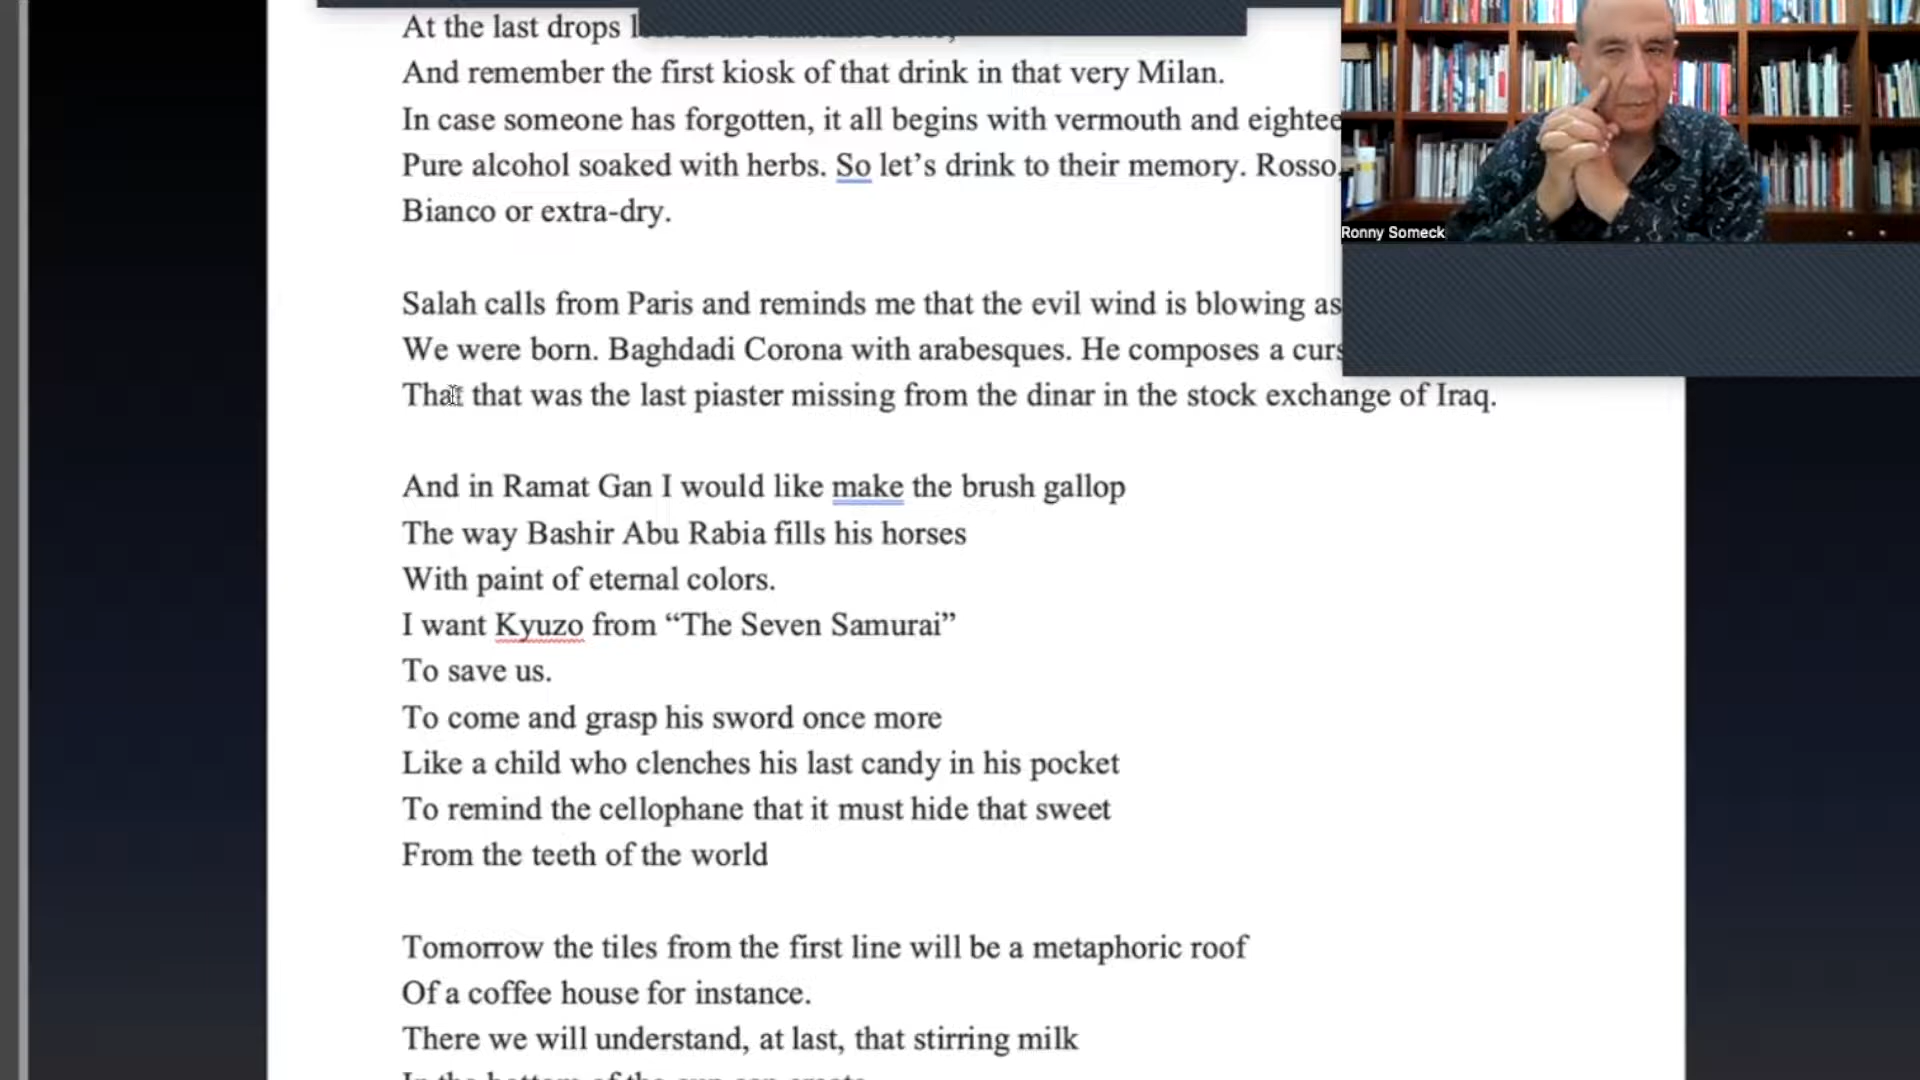 At the last drops
And remember the first kiosk of that drink in that very Milan.
In case someone has forgotten, it all begins with vermouth and eightee
Pure alcohol soaked with herbs. So let’s drink to their memory. Rosso,
Bianco or extra-dry.
Salah calls from Paris and reminds me that the evil wind is blowing as
We were born. Baghdadi Corona with arabesques. He composes a curs
That that was the last piaster missing from the dinar in the stock exchange of Iraq.
And in Ramat Gan I would like make the brush gallop
The way Bashir Abu Rabia fills his horses
With paint of eternal colors.
I want Kyuzo from “The Seven Samurai”
To save us.
To come and grasp his sword once more
Like a child who clenches his last candy in his pocket
To remind the cellophane that it must hide that sweet
From the teeth of the world
Tomorrow the tiles from the first line will be a metaphoric roof
Of a coffee house for instance.
There we will understand, at last, that stirring milk
Ronny Someck